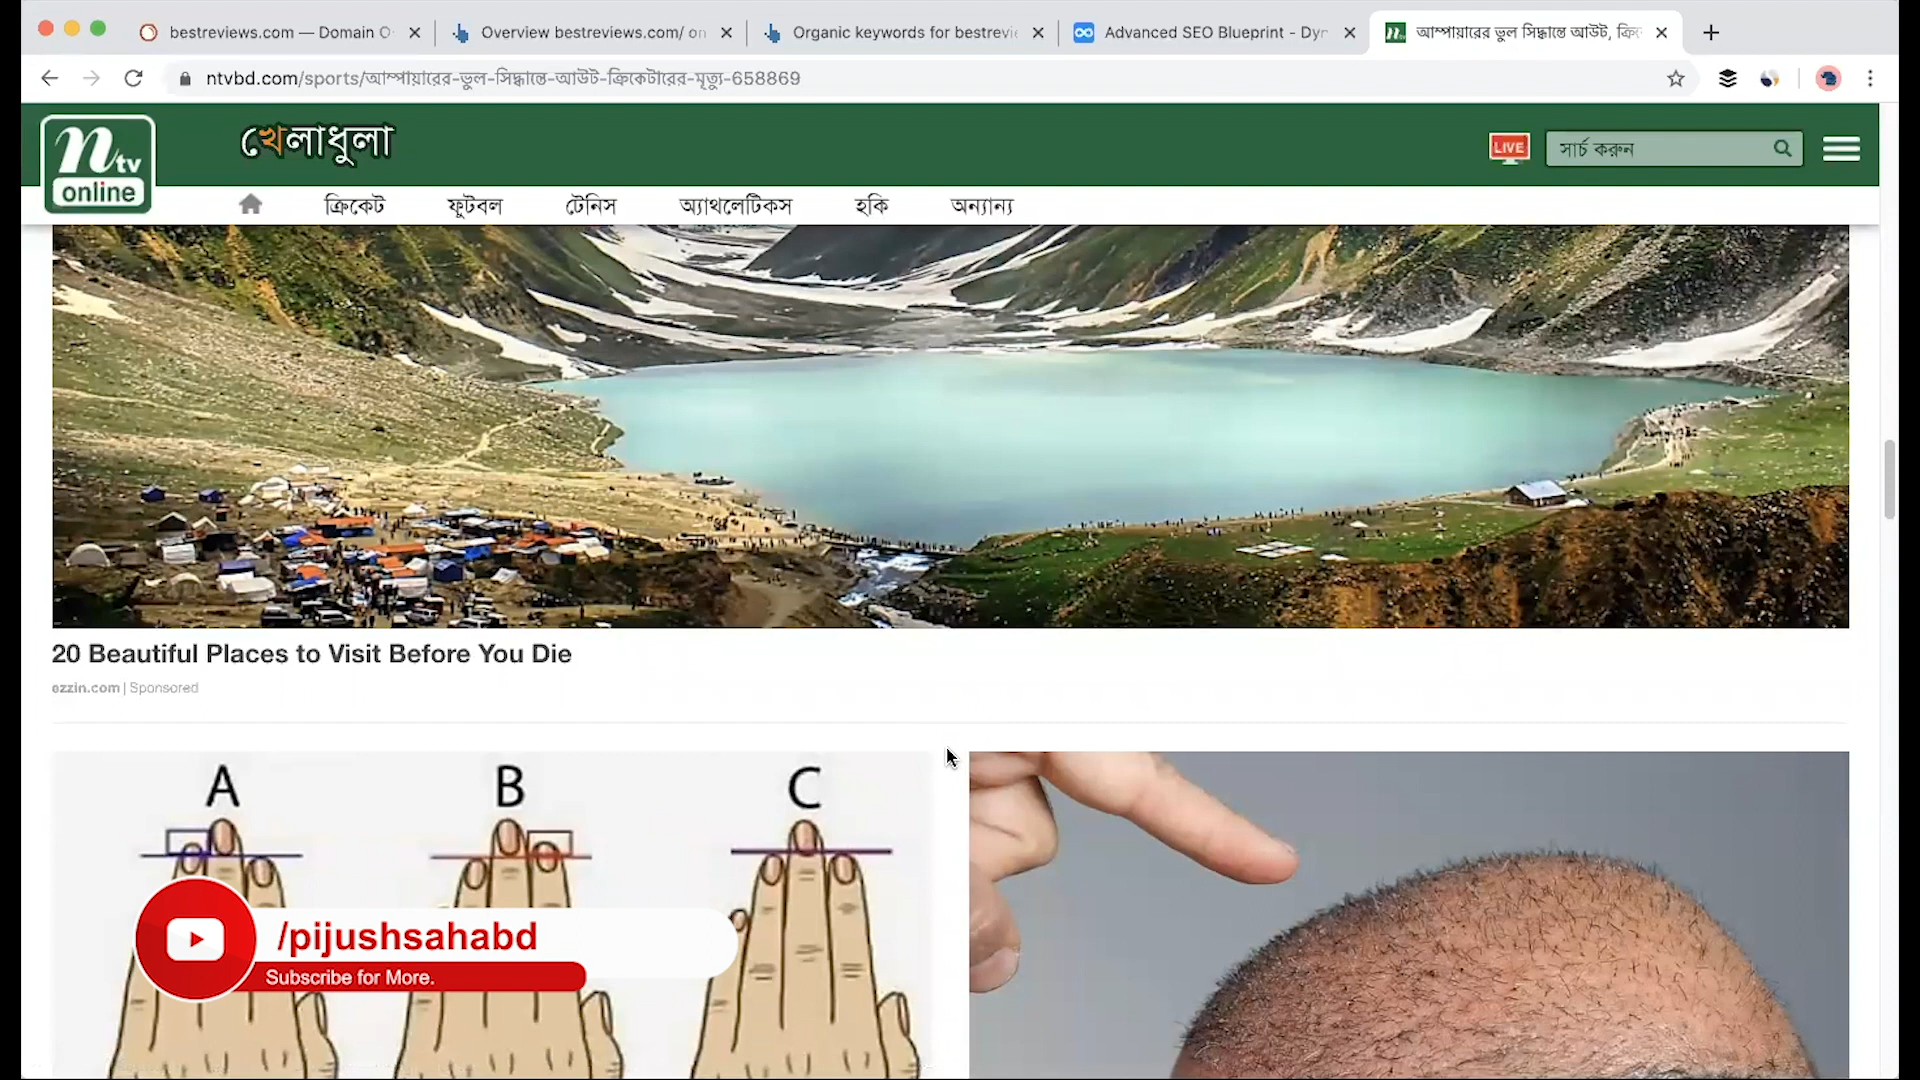 bestreviews.com — Domain O
Overview bestreviews.com/ on
Organic keywords for bestrevie
Advanced SEO Blueprint - Dyn
আম্পায়ারের ভুল সিদ্ধান্তে আউট, ক্রি
ntvbd.com/sports/আম্পায়ারের-ভুল-সিদ্ধান্তে-আউট-ক্রিকেটারের-মৃত্যু-658869
ntv
online
খেলাধুলা
LIVE
সার্চ করুন
ক্রিকেট
ফুটবল
টেনিস
অ্যাথলেটিকস
হকি
অন্যান্য
20 Beautiful Places to Visit Before You Die
ezzin.com | Sponsored
A
B
C
/pijushsahabd
Subscribe for More.